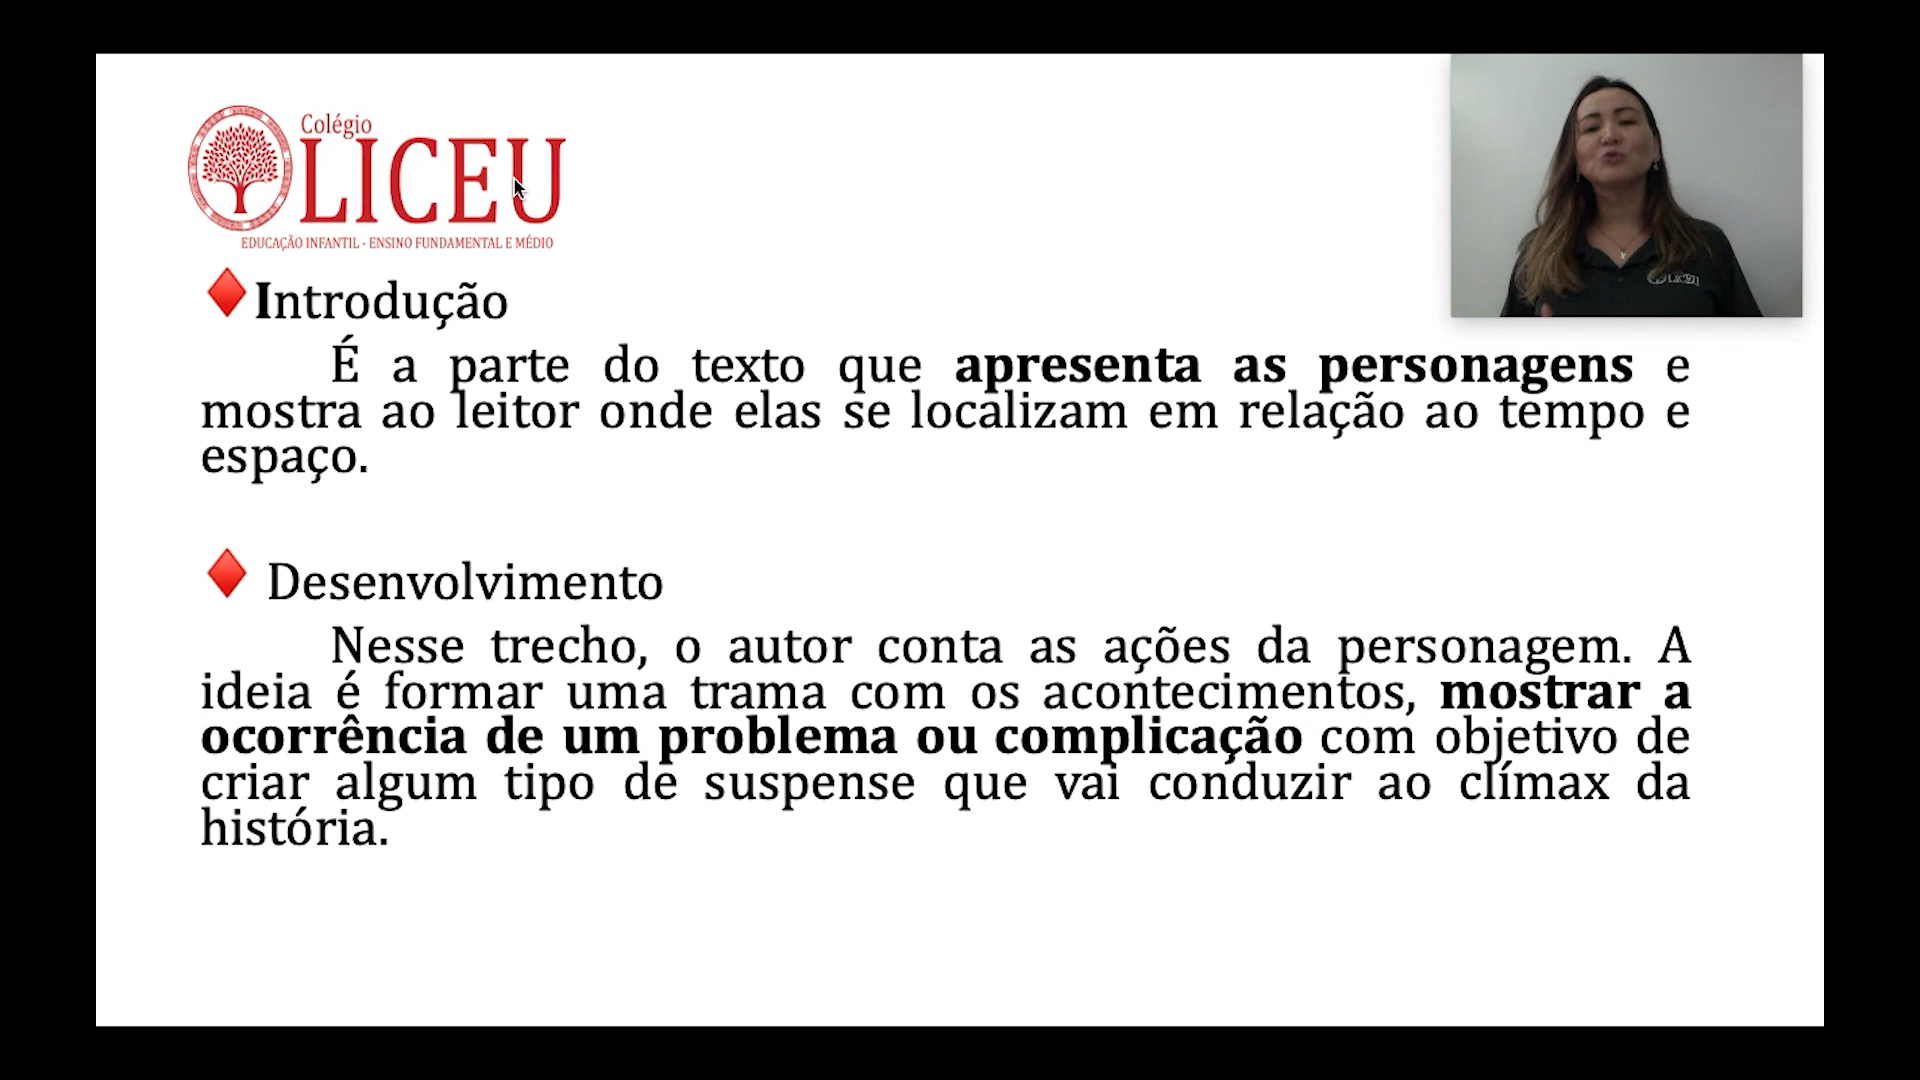 Colégio
LICEU
EDUCAÇÃO INFANTIL - ENSINO FUNDAMENTAL E MÉDIO
Introdução
É a parte do texto que apresenta as personagens e
mostra ao leitor onde elas se localizam em relação ao tempo e
espaço.
Desenvolvimento
Nesse trecho, o autor conta as ações da personagem. A
ideia é formar uma trama com os acontecimentos, mostrar a
ocorrência de um problema ou complicação com objetivo de
criar algum tipo de suspense que vai conduzir ao clímax da
história.
LICEU